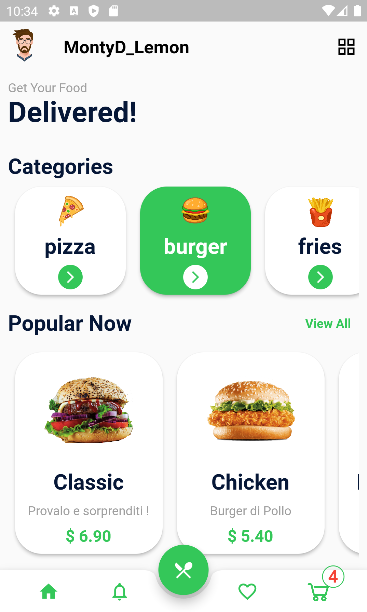 10:34
MontyD_Lemon
Get Your Food
Delivered!
Categories
pizza
burger
fries
Popular Now
View All
Classic
Chicken
Provalo e sorprenditi !
Burger di Pollo
$ 6.90
$ 5.40
4